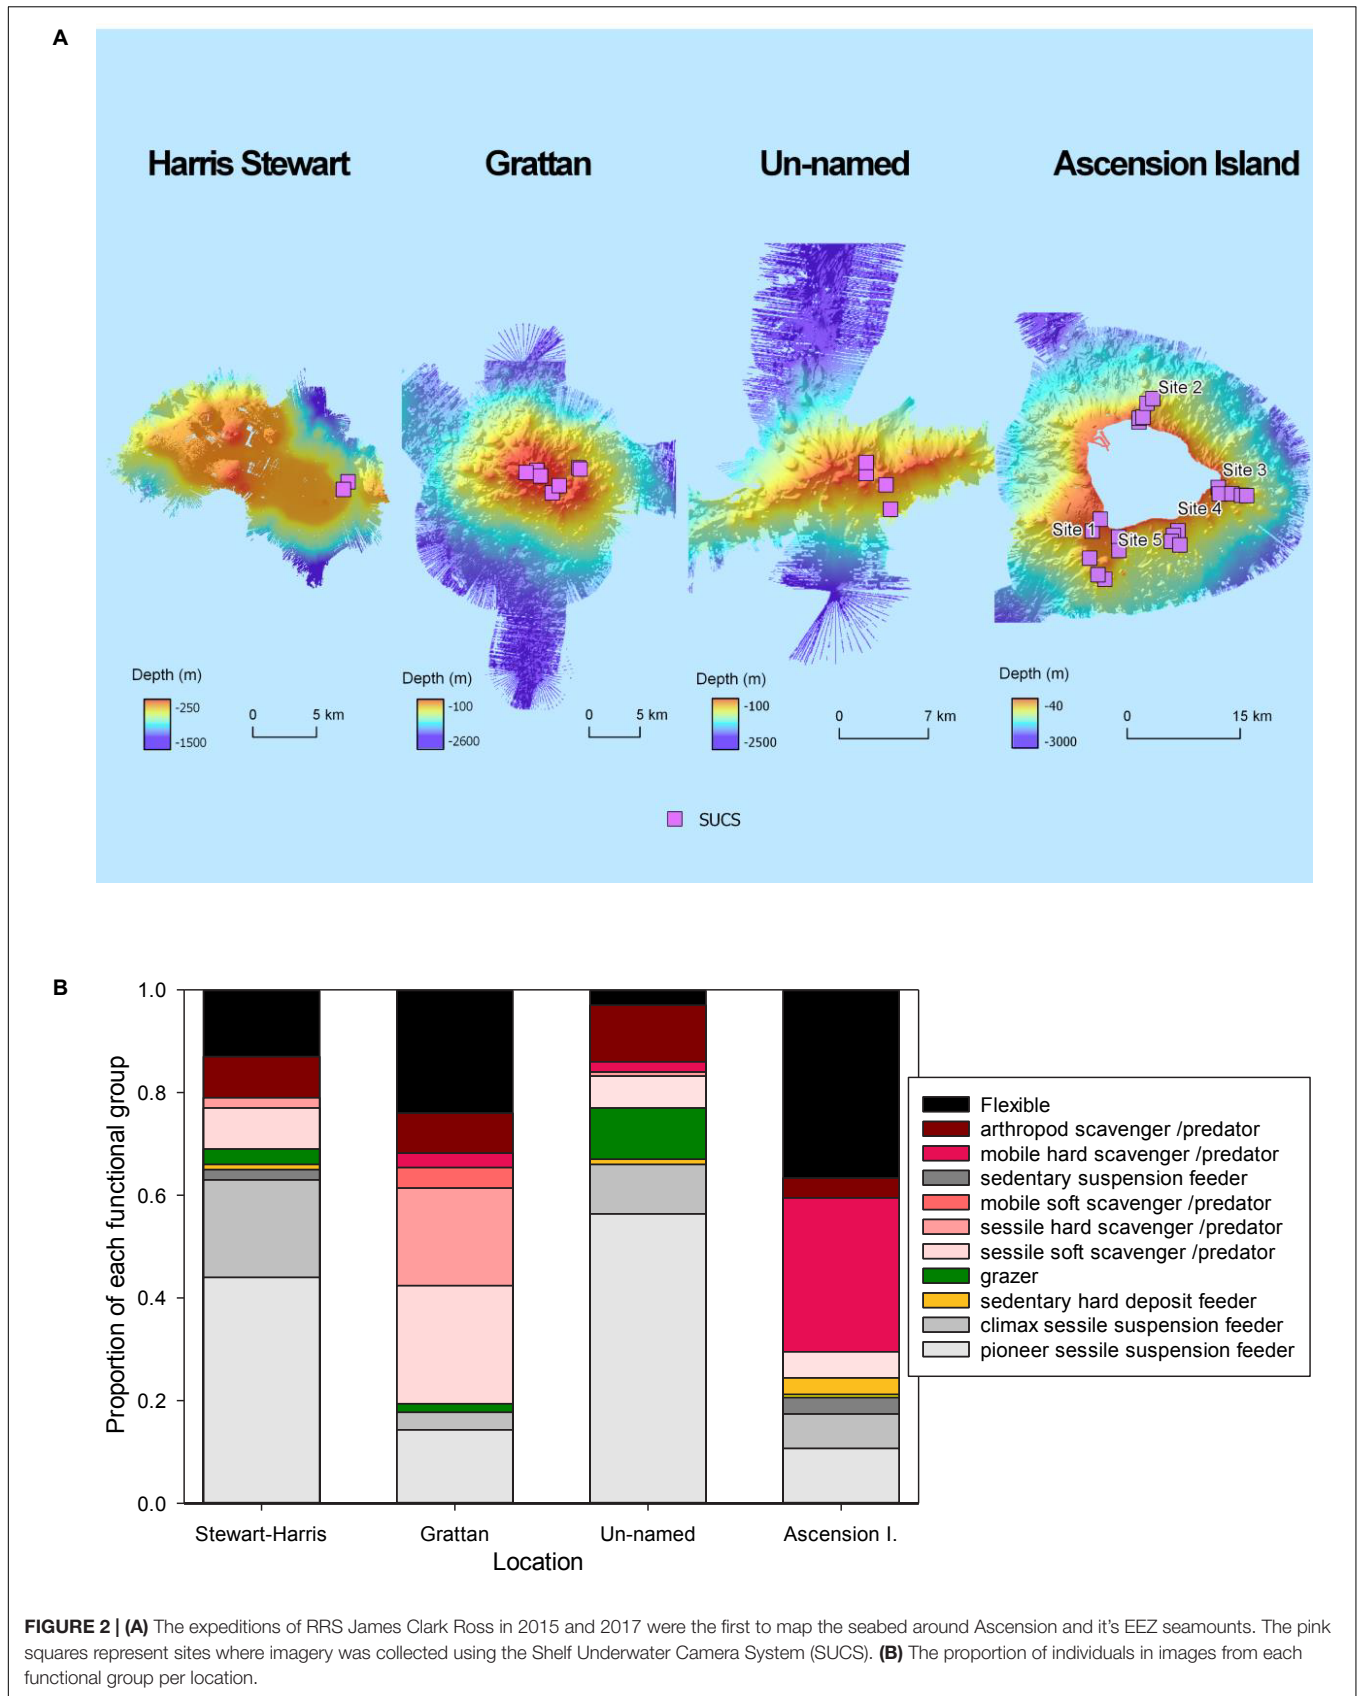 A
Harris Stewart
Grattan
Un-named
Ascension Island
Site 2
Site 3
Site 4
Site 1
Site 5
Depth (m)
-250
-1500
0 5 km
Depth (m)
-100
-2600
0 5 km
Depth (m)
-100
-2500
0 7 km
Depth (m)
-40
-3000
0 15 km
SUCS
B
Proportion of each functional group
1.0
0.8
0.6
0.4
0.2
0.0
Flexible
arthropod scavenger /predator
mobile hard scavenger /predator
sedentary suspension feeder
mobile soft scavenger /predator
sessile hard scavenger /predator
sessile soft scavenger /predator
grazer
sedentary hard deposit feeder
climax sessile suspension feeder
pioneer sessile suspension feeder
Stewart-Harris
Grattan
Un-named
Ascension I.
Location
FIGURE 2 | (A) The expeditions of RRS James Clark Ross in 2015 and 2017 were the first to map the seabed around Ascension and it's EEZ seamounts. The pink
squares represent sites where imagery was collected using the Shelf Underwater Camera System (SUCS). (B) The proportion of individuals in images from each
functional group per location.